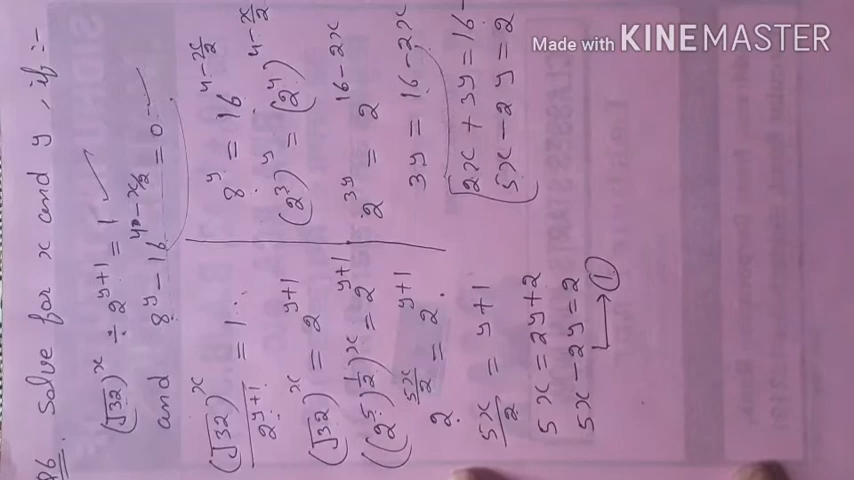 Q6. Solve for x and y, if :-
(√32)^x ÷ 2^(y+1) = 1
and 8^y - 16^(4-x/2) = 0
(√32)^x / 2^(y+1) = 1
(√32)^x = 2^(y+1)
((2^5)^(1/2))^x = 2^(y+1)
2^(5x/2) = 2^(y+1)
5x/2 = y+1
5x = 2y+2
5x-2y=2
→ ①
8^y = 16^(4-x/2)
(2^3)^y = (2^4)^(4-x/2)
2^(3y) = 2^(16-2x)
3y = 16-2x
2x+3y=16
5x-2y=2
Made with KINEMASTER